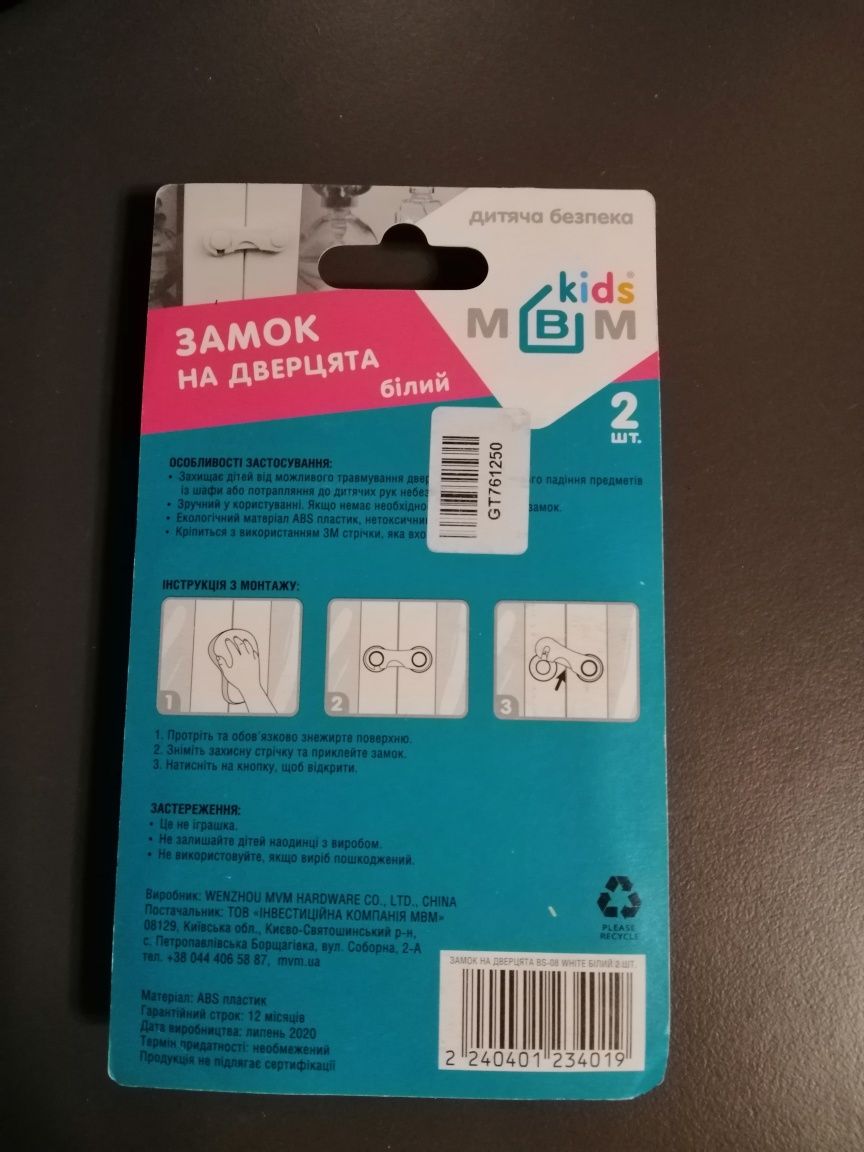 дитяча безпека
kids®
МВМ
ЗАМОК
НА ДВЕРЦЯТА
білий
2
шт.
GT761250
ОСОБЛИВОСТІ ЗАСТОСУВАННЯ:
• Захищає дітей від можливого травмування двер го падіння предметів
із шафи або потрапляння до дитячих рук небез
• Зручний у користуванні. Якщо немає необхідно замок.
• Екологічний матеріал ABS пластик, нетоксични
• Кріпиться з використанням 3М стрічки, яка вхо
ІНСТРУКЦІЯ З МОНТАЖУ:
1
2
3
1. Протріть та обов'язково знежирте поверхню.
2. Зніміть захисну стрічку та приклейте замок.
3. Натисніть на кнопку, щоб відкрити.
ЗАСТЕРЕЖЕННЯ:
• Це не іграшка.
• Не залишайте дітей наодинці з виробом.
• Не використовуйте, якщо виріб пошкоджений.
Виробник: WENZHOU MVM HARDWARE CO., LTD., CHINA
Постачальник: ТОВ «ІНВЕСТИЦІЙНА КОМПАНІЯ МВМ»
08129, Київська обл., Києво-Святошинський р-н,
с. Петропавлівська Борщагівка, вул. Соборна, 2-А
тел. +38 044 406 58 87, mvm.ua
PLEASE
RECYCLE
ЗАМОК НА ДВЕРЦЯТА BS-08 WHITE БІЛИЙ 2 ШТ.
2 240401 234019
Матеріал: ABS пластик
Гарантійний строк: 12 місяців
Дата виробництва: липень 2020
Термін придатності: необмежений
Продукція не підлягає сертифікації